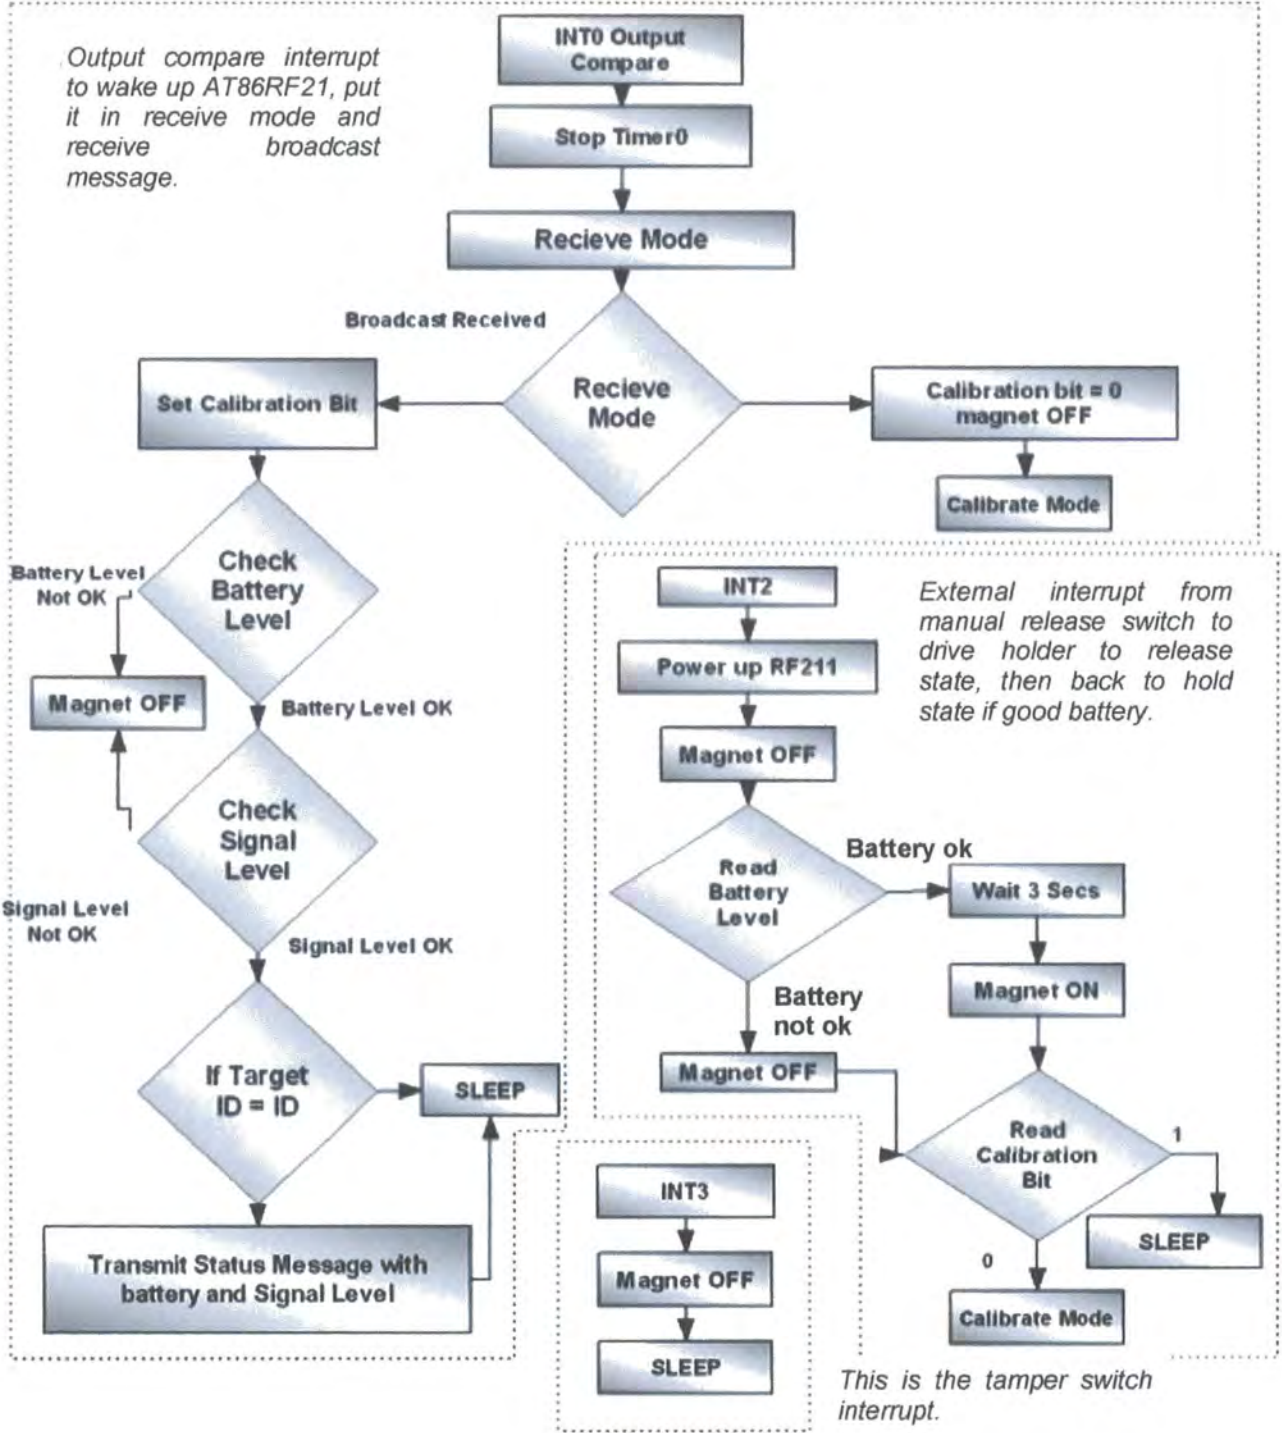 Output compare interrupt
to wake up AT86RF21, put
it in receive mode and
receive broadcast
message.
INT0 Output
Compare
Stop Timer0
Recieve Mode
Broadcast Received
Recieve
Mode
Set Calibration Bit
Calibration bit = 0
magnet OFF
Calibrate Mode
Check
Battery
Level
Battery Level
Not OK
Magnet OFF
Battery Level OK
Check
Signal
Level
Signal Level
Not OK
Signal Level OK
If Target
ID = ID
SLEEP
Transmit Status Message with
battery and Signal Level
INT2
External interrupt from
manual release switch to
drive holder to release
state, then back to hold
state if good battery.
Power up RF211
Magnet OFF
Read
Battery
Level
Battery ok
Wait 3 Secs
Magnet ON
Battery
not ok
Magnet OFF
Read
Calibration
Bit
1
SLEEP
0
Calibrate Mode
INT3
Magnet OFF
SLEEP
This is the tamper switch
interrupt.